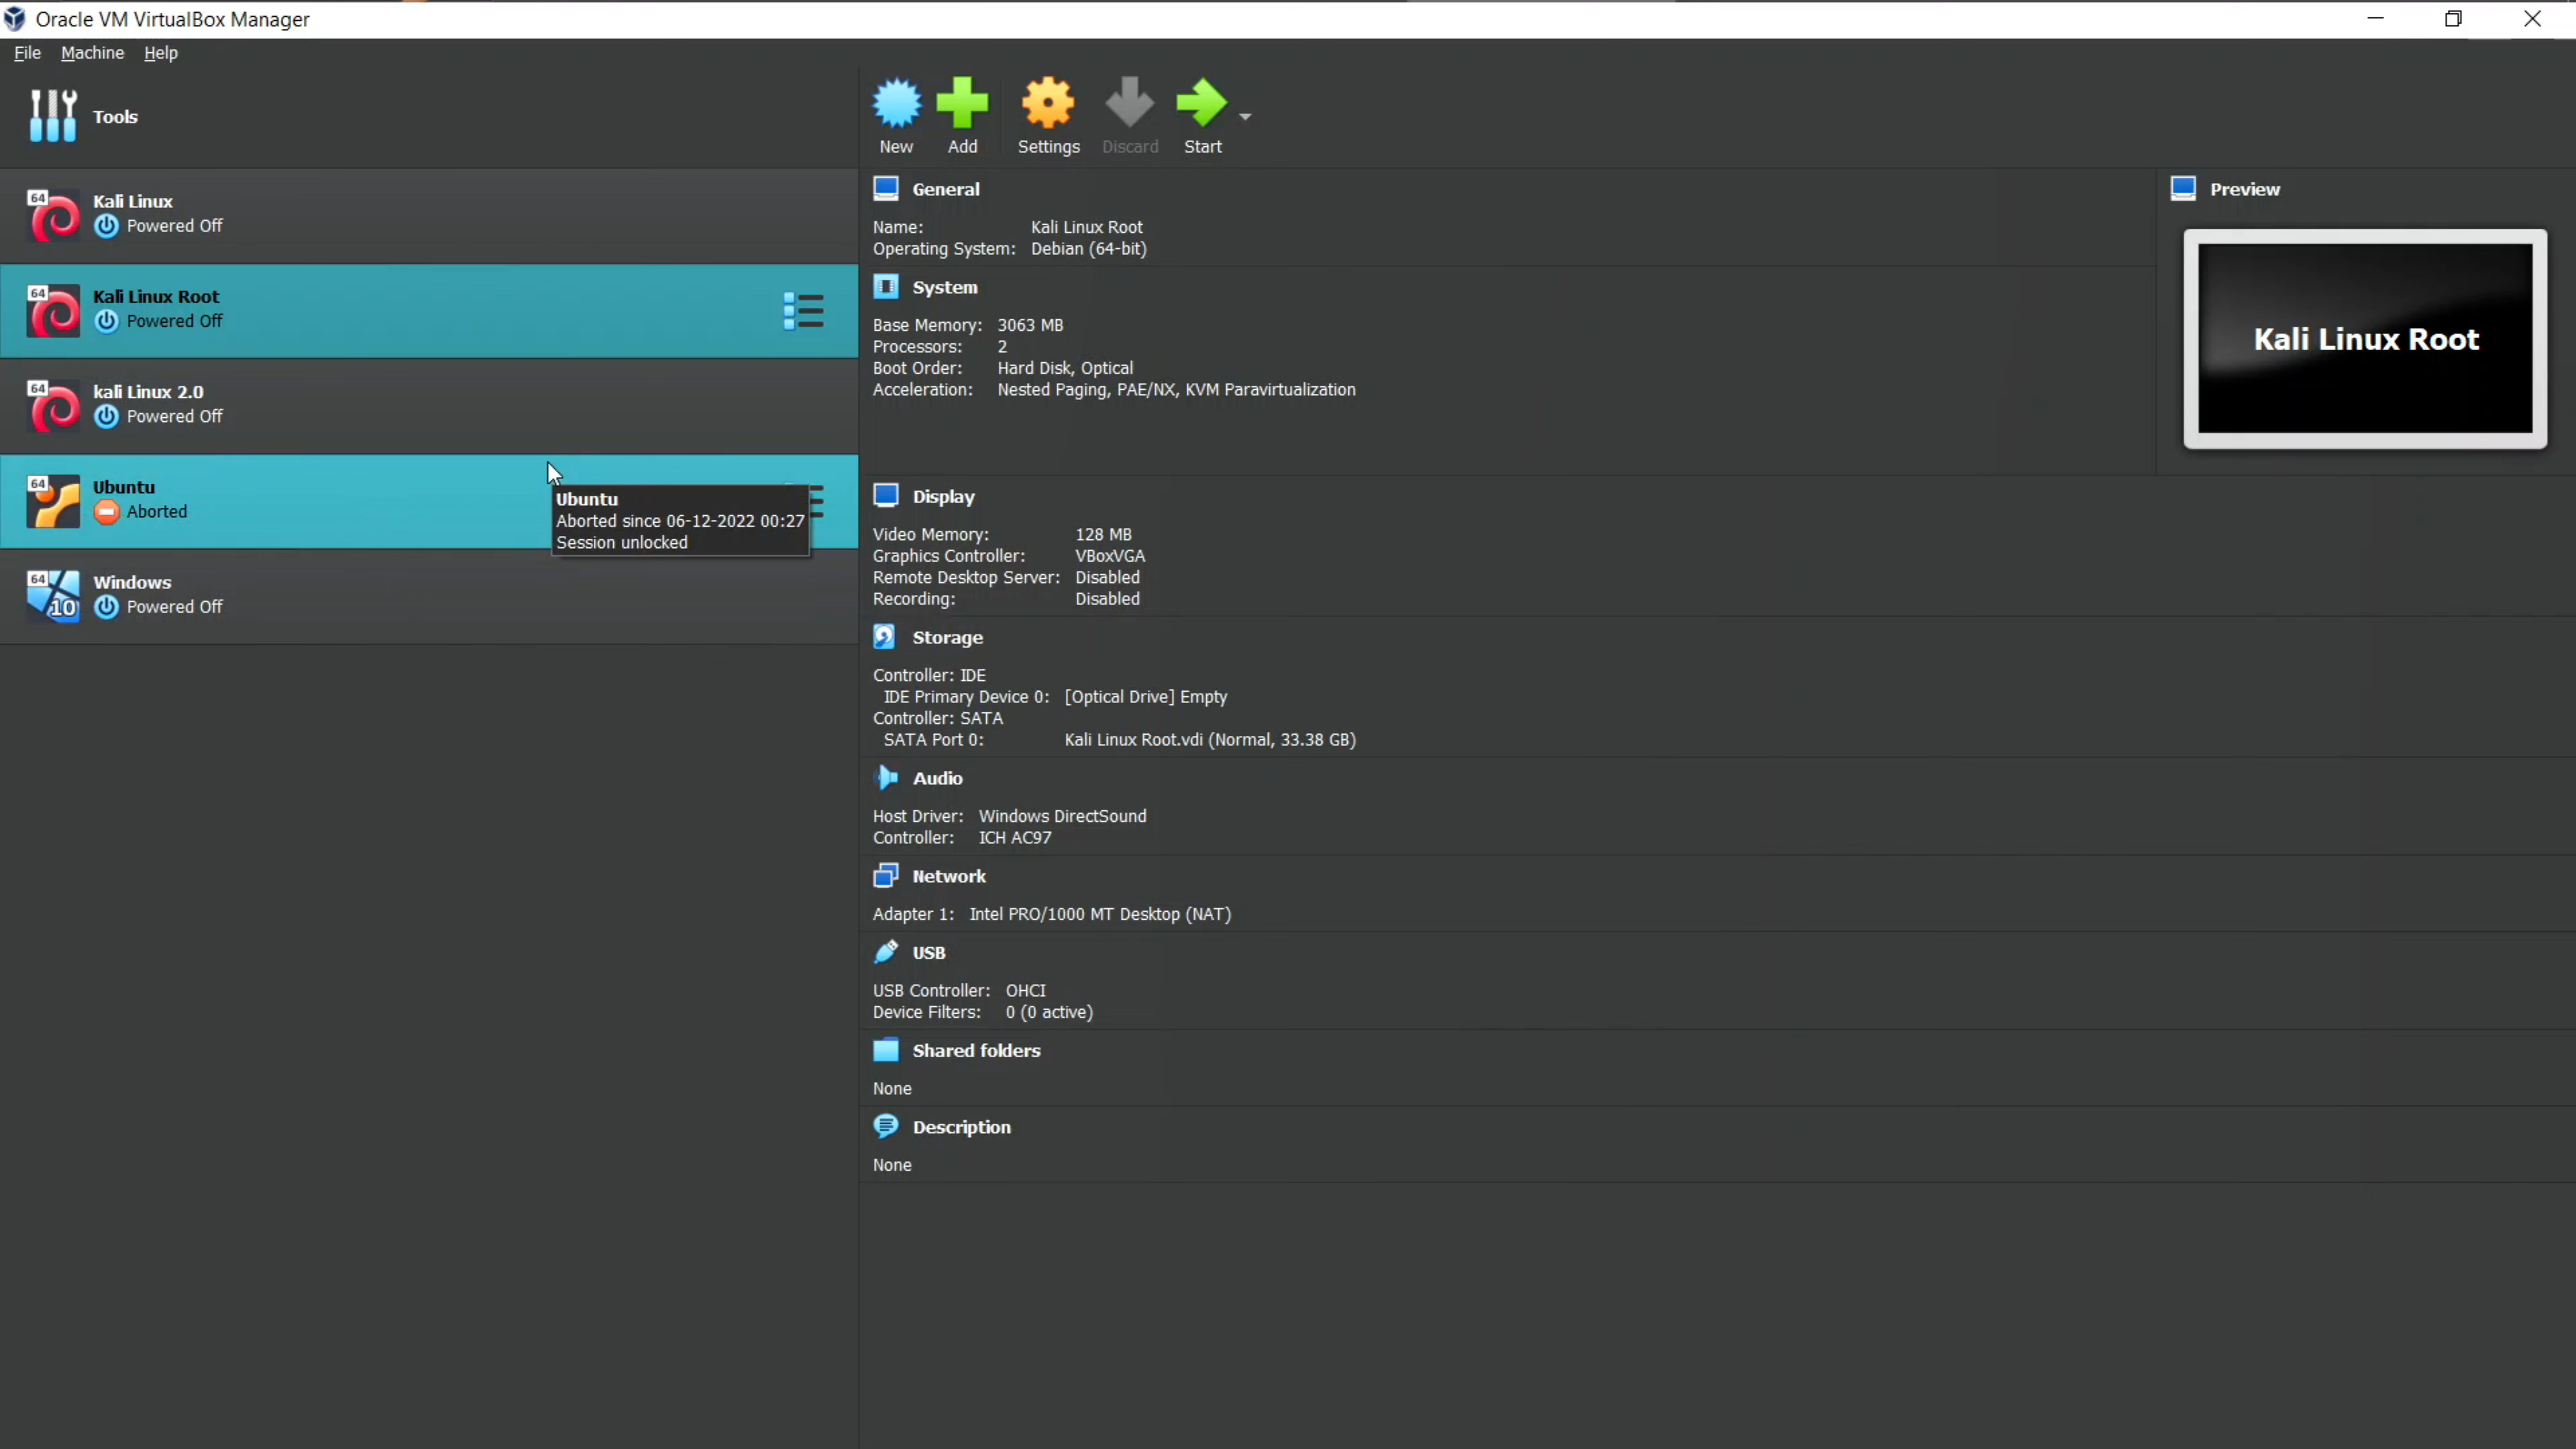 Oracle VM VirtualBox Manager
File Machine Help
Tools
New Add Settings Discard Start
64 Kali Linux
Powered Off
64 Kali Linux Root
Powered Off
64 kali Linux 2.0
Powered Off
64 Ubuntu
Aborted
Ubuntu
Aborted since 06-12-2022 00:27
Session unlocked
64 Windows
10 Powered Off
General
Name: Kali Linux Root
Operating System: Debian (64-bit)
System
Base Memory: 3063 MB
Processors: 2
Boot Order: Hard Disk, Optical
Acceleration: Nested Paging, PAE/NX, KVM Paravirtualization
Preview
Kali Linux Root
Display
Video Memory: 128 MB
Graphics Controller: VBoxVGA
Remote Desktop Server: Disabled
Recording: Disabled
Storage
Controller: IDE
IDE Primary Device 0: [Optical Drive] Empty
Controller: SATA
SATA Port 0: Kali Linux Root.vdi (Normal, 33.38 GB)
Audio
Host Driver: Windows DirectSound
Controller: ICH AC97
Network
Adapter 1: Intel PRO/1000 MT Desktop (NAT)
USB
USB Controller: OHCI
Device Filters: 0 (0 active)
Shared folders
None
Description
None